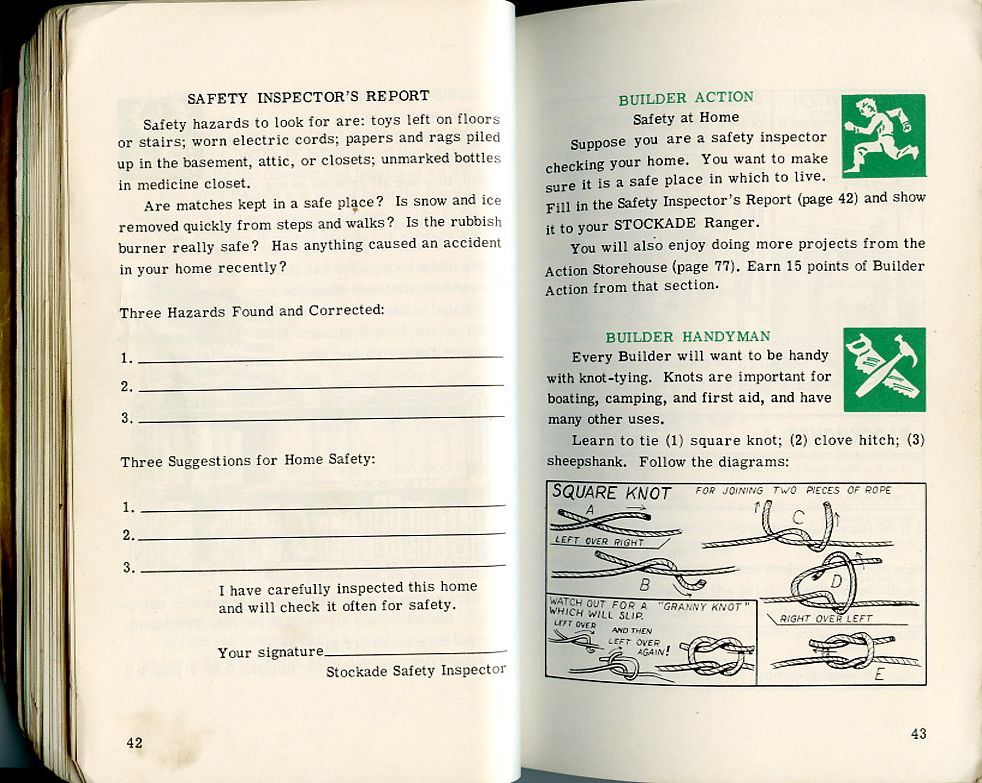 SAFETY INSPECTOR'S REPORT
Safety hazards to look for are: toys left on floors
or stairs; worn electric cords; papers and rags piled
up in the basement, attic, or closets; unmarked bottles
in medicine closet.
Are matches kept in a safe place? Is snow and ice
removed quickly from steps and walks? Is the rubbish
burner really safe? Has anything caused an accident
in your home recently?
Three Hazards Found and Corrected:
1.
2.
3.
Three Suggestions for Home Safety:
1.
2.
3.
I have carefully inspected this home
and will check it often for safety.
Your signature
Stockade Safety Inspector
42
BUILDER ACTION
Safety at Home
Suppose you are a safety inspector
checking your home. You want to make
sure it is a safe place in which to live.
Fill in the Safety Inspector's Report (page 42) and show
it to your STOCKADE Ranger.
You will also enjoy doing more projects from the
Action Storehouse (page 77). Earn 15 points of Builder
Action from that section.
BUILDER HANDYMAN
Every Builder will want to be handy
with knot-tying. Knots are important for
boating, camping, and first aid, and have
many other uses.
Learn to tie (1) square knot; (2) clove hitch; (3)
sheepshank. Follow the diagrams:
SQUARE KNOT FOR JOINING TWO PIECES OF ROPE
A
LEFT OVER RIGHT
B
C
D
RIGHT OVER LEFT
E
WATCH OUT FOR A "GRANNY KNOT"
WHICH WILL SLIP.
LEFT OVER
AND THEN
LEFT OVER
AGAIN!
43